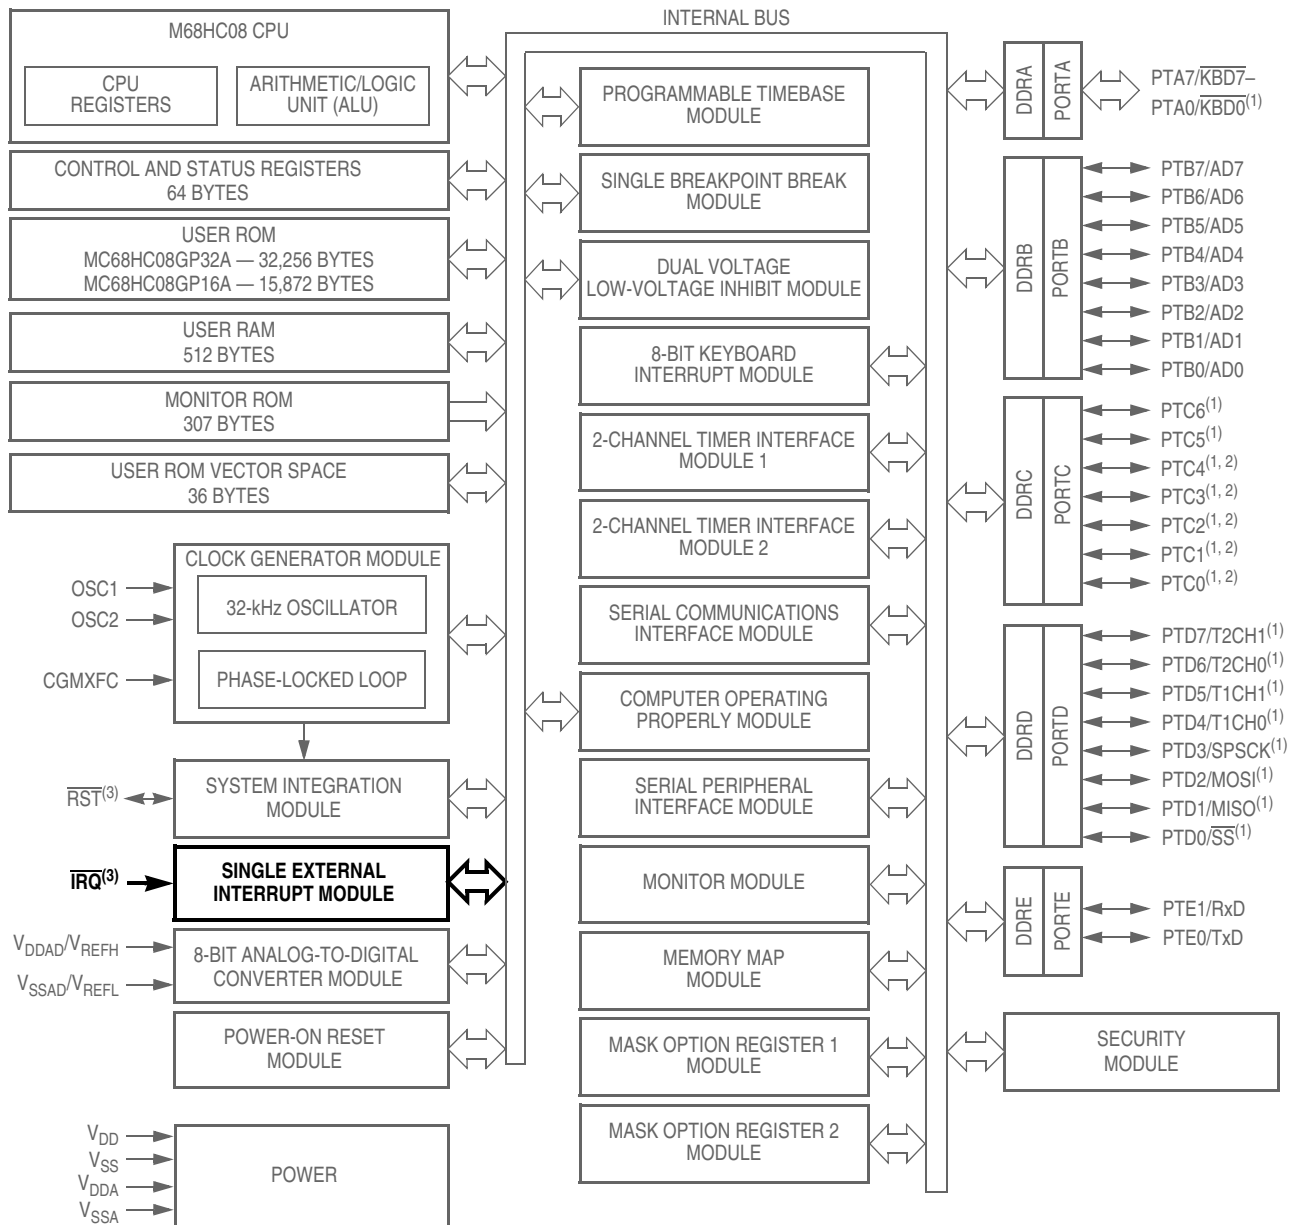 INTERNAL BUS
M68HC08 CPU
CPU
REGISTERS
ARITHMETIC/LOGIC
UNIT (ALU)
CONTROL AND STATUS REGISTERS
64 BYTES
USER ROM
MC68HC08GP32A — 32,256 BYTES
MC68HC08GP16A — 15,872 BYTES
USER RAM
512 BYTES
MONITOR ROM
307 BYTES
USER ROM VECTOR SPACE
36 BYTES
CLOCK GENERATOR MODULE
32-kHz OSCILLATOR
PHASE-LOCKED LOOP
OSC1
OSC2
CGMXFC
SYSTEM INTEGRATION
MODULE
RST(3)
SINGLE EXTERNAL
INTERRUPT MODULE
IRQ(3)
8-BIT ANALOG-TO-DIGITAL
CONVERTER MODULE
VDDAD/VREFH
VSSAD/VREFL
POWER-ON RESET
MODULE
POWER
VDD
VSS
VDDA
VSSA
PROGRAMMABLE TIMEBASE
MODULE
SINGLE BREAKPOINT BREAK
MODULE
DUAL VOLTAGE
LOW-VOLTAGE INHIBIT MODULE
8-BIT KEYBOARD
INTERRUPT MODULE
2-CHANNEL TIMER INTERFACE
MODULE 1
2-CHANNEL TIMER INTERFACE
MODULE 2
SERIAL COMMUNICATIONS
INTERFACE MODULE
COMPUTER OPERATING
PROPERLY MODULE
SERIAL PERIPHERAL
INTERFACE MODULE
MONITOR MODULE
MEMORY MAP
MODULE
MASK OPTION REGISTER 1
MODULE
MASK OPTION REGISTER 2
MODULE
DDRA
PORTA
PTA7/KBD7–
PTA0/KBD0(1)
DDRB
PORTB
PTB7/AD7
PTB6/AD6
PTB5/AD5
PTB4/AD4
PTB3/AD3
PTB2/AD2
PTB1/AD1
PTB0/AD0
DDRC
PORTC
PTC6(1)
PTC5(1)
PTC4(1, 2)
PTC3(1, 2)
PTC2(1, 2)
PTC1(1, 2)
PTC0(1, 2)
DDRD
PORTD
PTD7/T2CH1(1)
PTD6/T2CH0(1)
PTD5/T1CH1(1)
PTD4/T1CH0(1)
PTD3/SPSCK(1)
PTD2/MOSI(1)
PTD1/MISO(1)
PTD0/SS(1)
DDRE
PORTE
PTE1/RxD
PTE0/TxD
SECURITY
MODULE